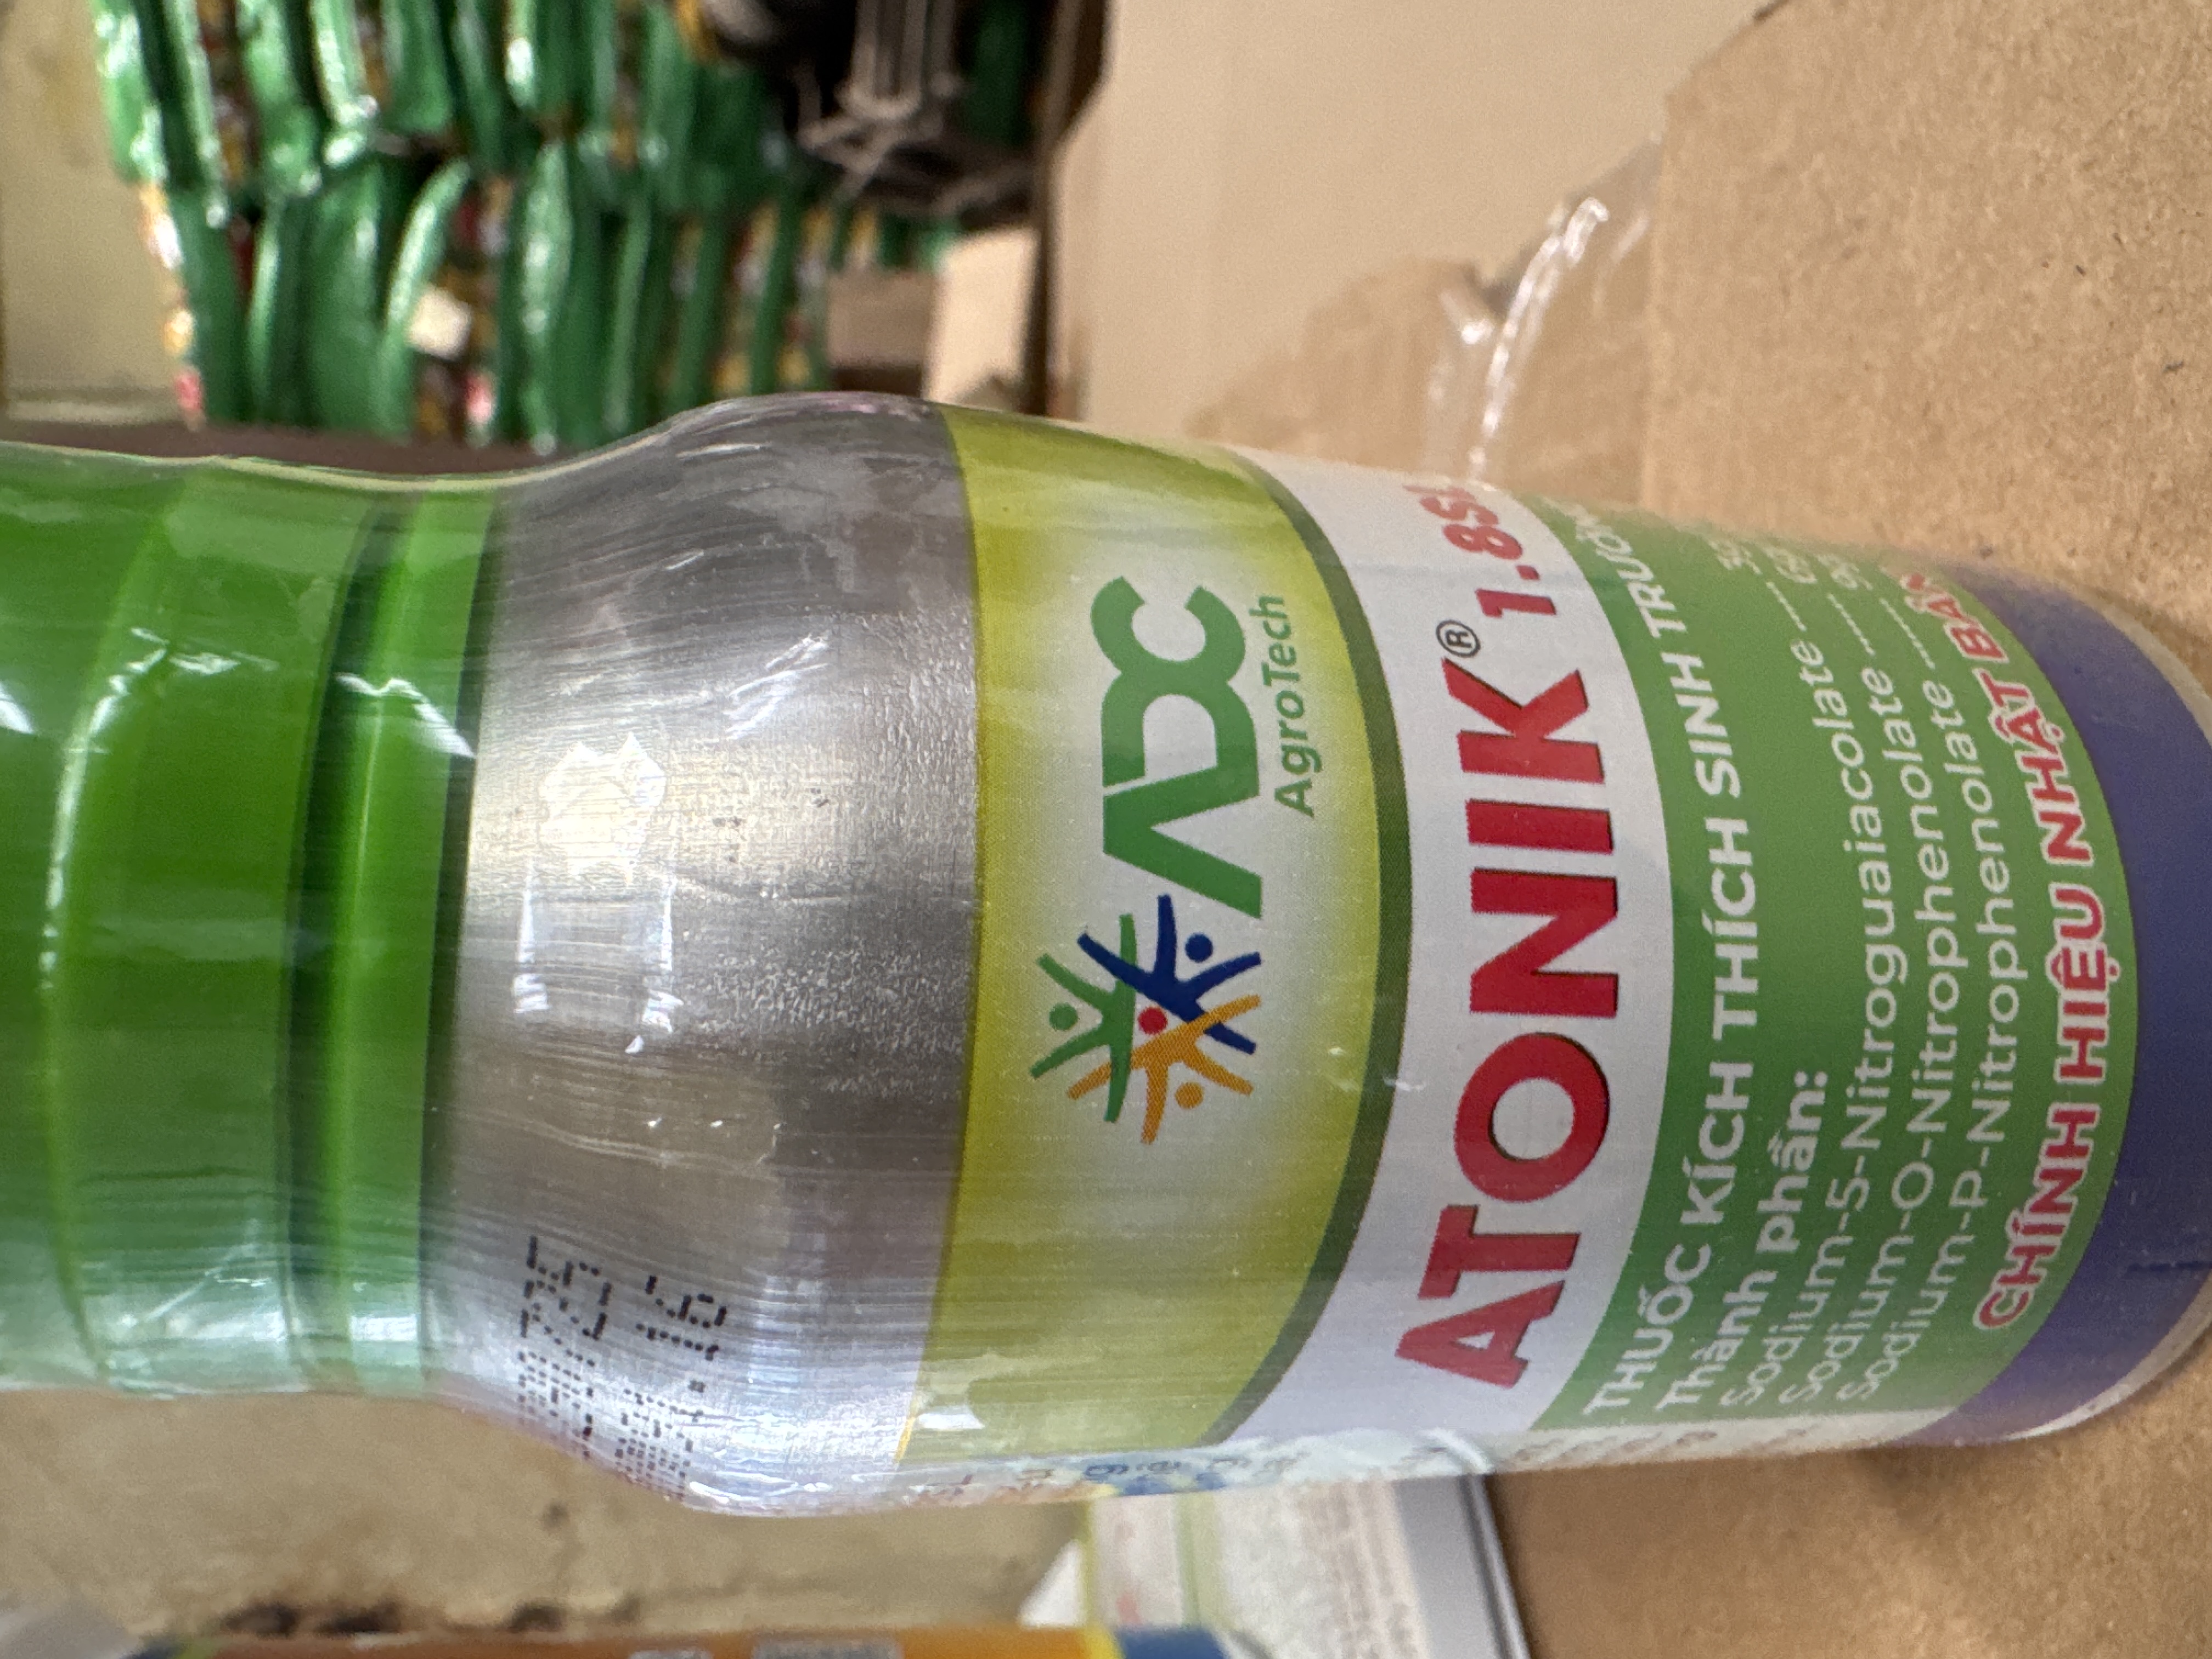 ADC
AgroTech
ATONIK® 1.8SL
THUỐC KÍCH THÍCH SINH TRƯỞNG
Thành phần:
Sodium-5-Nitroguaiacolate
Sodium-O-Nitrophenolate
Sodium-P-Nitrophenolate
CHÍNH HIỆU NHẬT BẢN